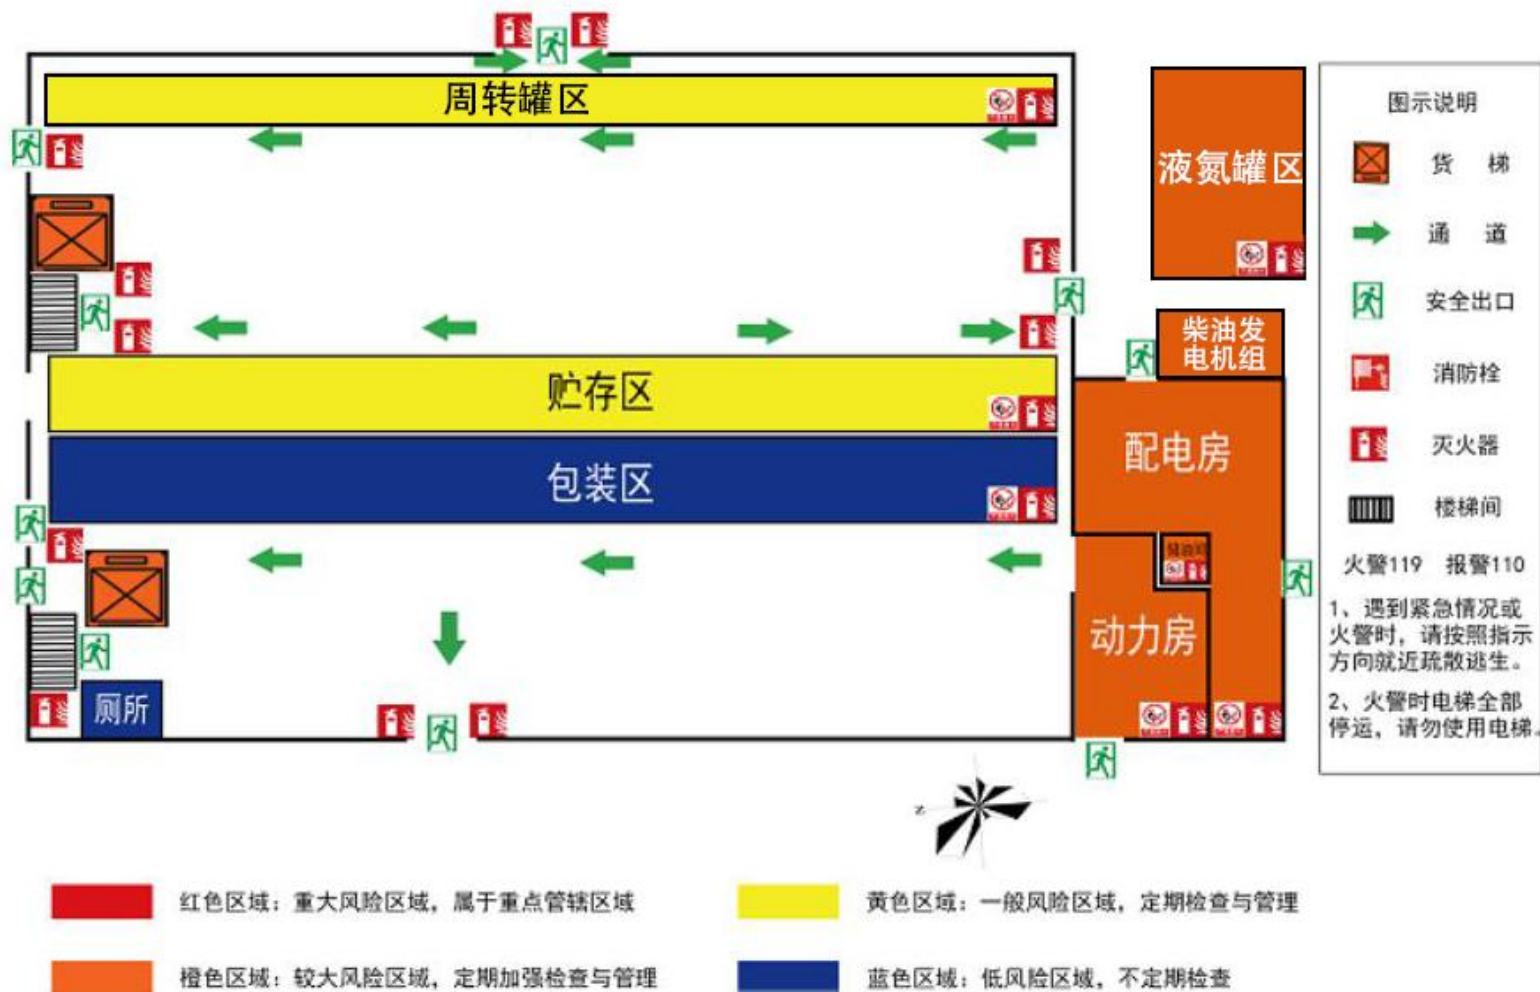 周转罐区
液氮罐区
柴油发
电机组
贮存区
包装区
配电房
动力房
厕所
图示说明
货 梯
通 道
安全出口
消防栓
灭火器
楼梯间
火警119 报警110
1、遇到紧急情况或
火警时，请按照指示
方向就近疏散逃生。
2、火警时电梯全部
停运，请勿使用电梯。
N
红色区域：重大风险区域，属于重点管辖区域
黄色区域：一般风险区域，定期检查与管理
橙色区域：较大风险区域，定期加强检查与管理
蓝色区域：低风险区域，不定期检查